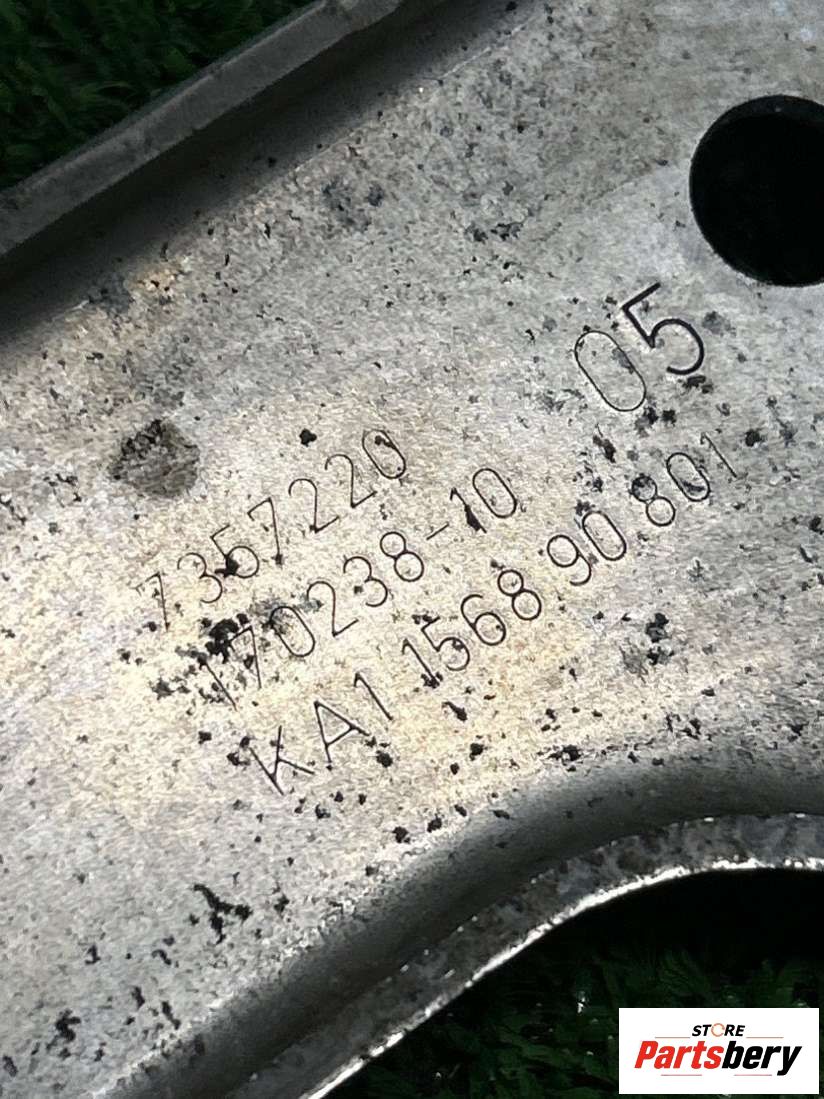 05
7357220
170238-10
KA1 1568 90 801
STORE
Partsbery